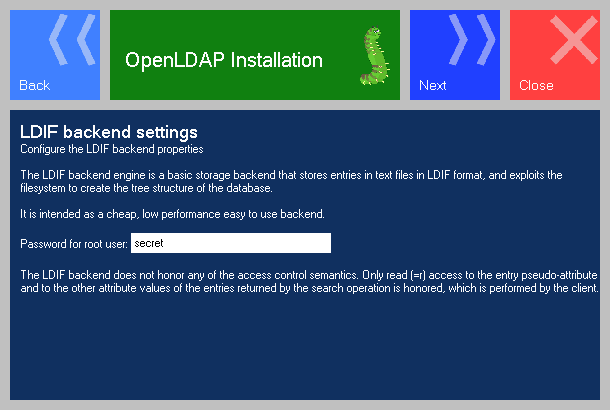 Back
OpenLDAP Installation
Next
Close
LDIF backend settings
Configure the LDIF backend properties
The LDIF backend engine is a basic storage backend that stores entries in text files in LDIF format, and exploits the
filesystem to create the tree structure of the database.
It is intended as a cheap, low performance easy to use backend.
Password for root user: secret
The LDIF backend does not honor any of the access control semantics. Only read (=r) access to the entry pseudo-attribute
and to the other attribute values of the entries returned by the search operation is honored, which is performed by the client.